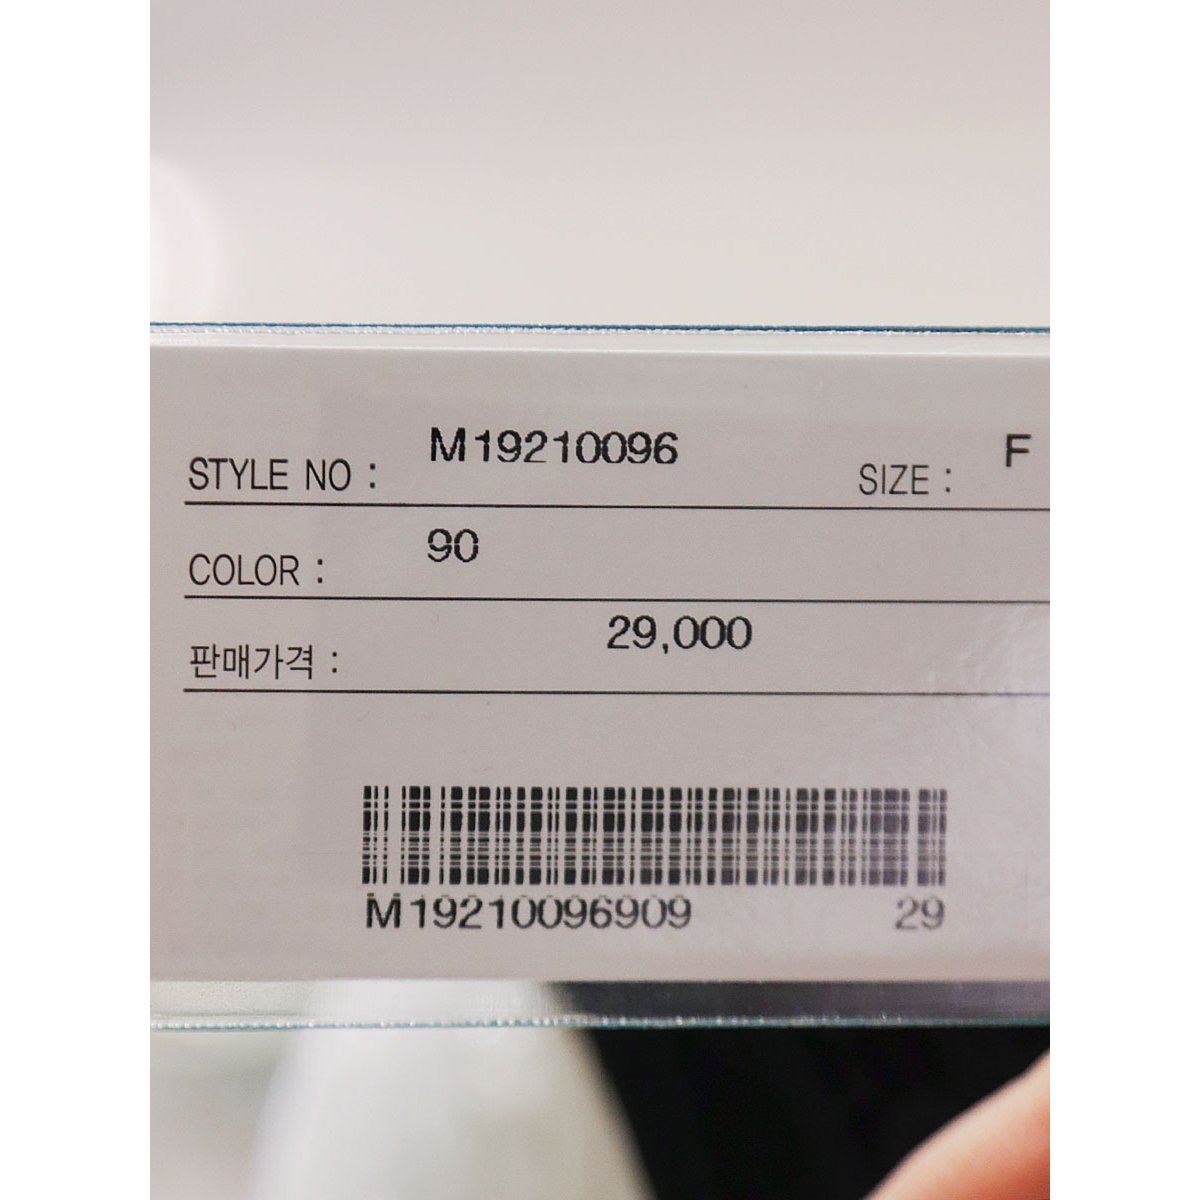 STYLE NO : M19210096 SIZE : F
COLOR : 90
판매가격 : 29,000
M19210096909 29